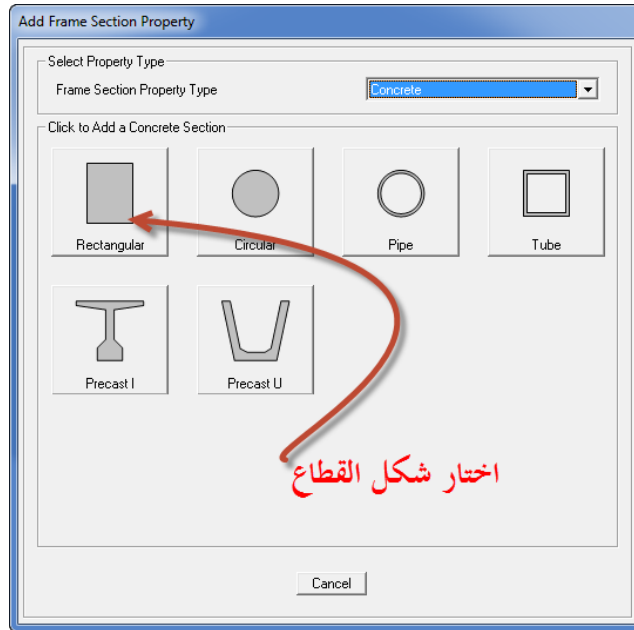 Add Frame Section Property
Select Property Type
Frame Section Property Type
Concrete
Click to Add a Concrete Section
Rectangular
Circular
Pipe
Tube
Precast I
Precast U
اختار شكل القطاع
Cancel